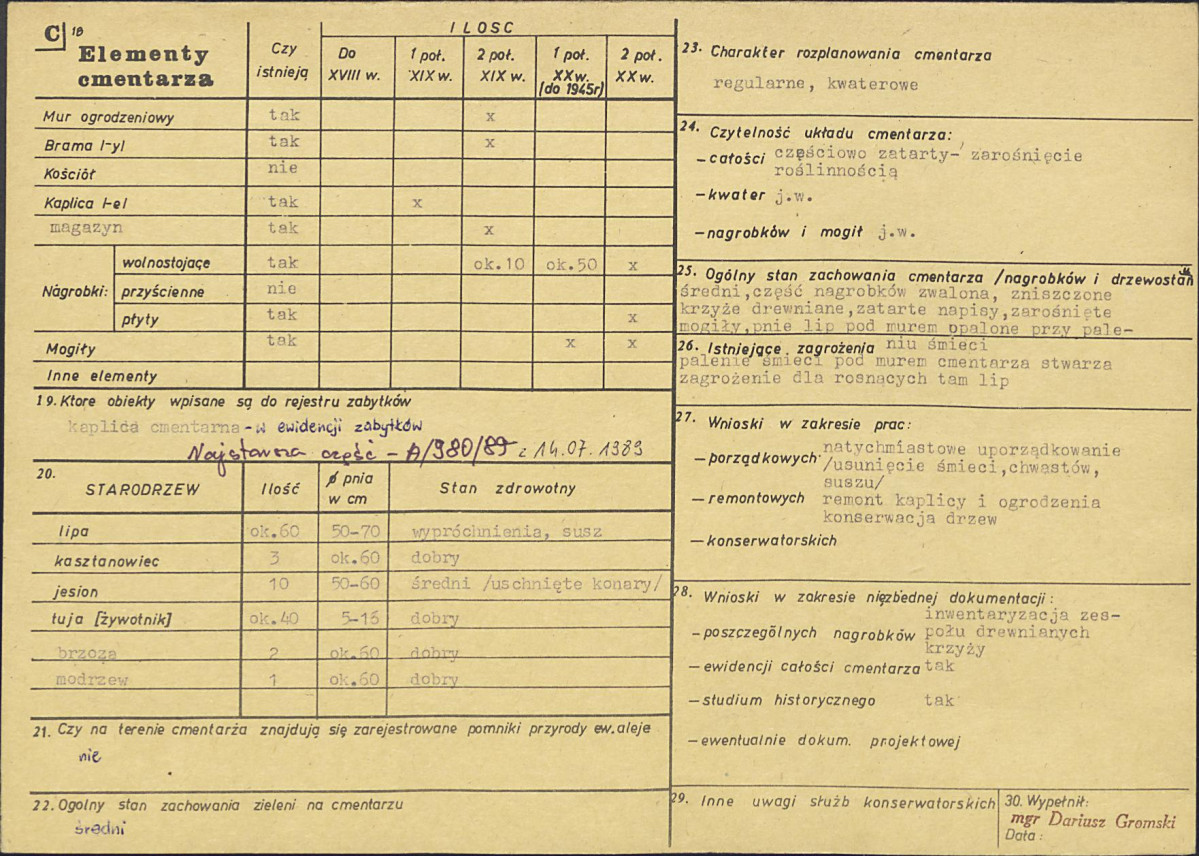 C 18
Elementy cmentarza
Czy istnieją
ILOSC
Do XVIII w.
1 poł. XIX w.
2 poł. XIX w.
1 poł. XX w. (do 1945r)
2 poł. XX w.
Mur ogrodzeniowy tak x
Brama /-y/ tak x
Kościół nie
Kaplica /-e/ tak x
magazyn tak x
Nagrobki: wolnostojące tak ok.10 ok.50 x
przyścienne nie
płyty tak x
Mogiły tak x x
Inne elementy
19. Ktore obiekty wpisane są do rejestru zabytków
kaplica cmentarna - w ewidencji zabytków
Najstarsza część - A/980/89 z 14.07.1989
20. STARODRZEW Ilość ϕ pnia w cm Stan zdrowotny
lipa ok.60 50-70 wypróchnienia, susz
kasztanowiec 3 ok.60 dobry
jesion 10 50-60 średni /uschnięte konary/
tuja [żywotnik] ok.40 5-15 dobry
brzoza 2 ok.60 dobry
modrzew 1 ok.60 dobry
21. Czy na terenie cmentarza znajdują się zarejestrowane pomniki przyrody ew. aleje
nie
22. Ogolny stan zachowania zieleni na cmentarzu
średni
23. Charakter rozplanowania cmentarza
regularne, kwaterowe
24. Czytelność układu cmentarza:
- całości częściowo zatarty- zarośnięcie
roślinnością
- kwater j.w.
- nagrobków i mogił j.w.
25. Ogólny stan zachowania cmentarza /nagrobków i drzewostan
średni,część nagrobków zwalona, zniszczone
krzyże drewniane,zatarte napisy,zarośnięte
mogiły,pnie lip pod murem opalone przy pale-
26. Istniejące zagrożenia niu śmieci
palenie śmieci pod murem cmentarza stwarza
zagrożenie dla rosnących tam lip
27. Wnioski w zakresie prac:
- porządkowych natychmiastowe uporządkowanie
/usunięcie śmieci,chwastów,
suszu/
- remontowych remont kaplicy i ogrodzenia
konserwacja drzew
- konserwatorskich
28. Wnioski w zakresie niezbednej dokumentacji:
- poszczególnych nagrobków inwentaryzacja zes-
połu drewnianych
krzyży
- ewidencji całości cmentarza tak
- studium historycznego tak
- ewentualnie dokum. projektowej
29. Inne uwagi służb konserwatorskich
30. Wypełnił:
mgr Dariusz Gromski
Data: